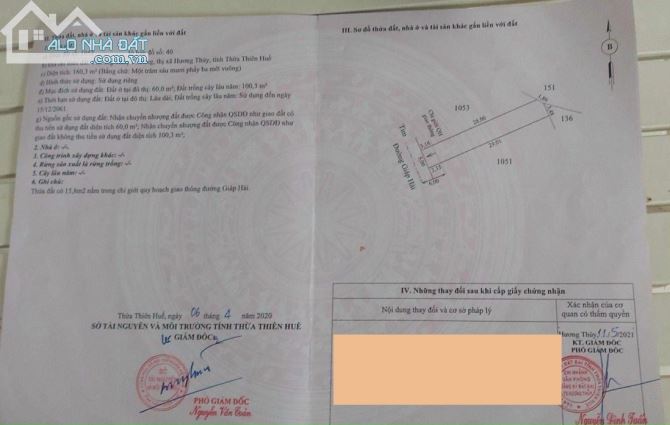 ALO NHÀ ĐẤT
.com.vn
II. Thửa đất, nhà ở và tài sản khác gắn liền với đất
đồ số: 40
thị xã Hương Thủy, tỉnh Thừa Thiên Huế
c) Diện tích: 160,3 m² (Bằng chữ: Một trăm sáu mươi phẩy ba mét vuông)
d) Hình thức sử dụng: Sử dụng riêng
đ) Mục đích sử dụng: Đất ở tại đô thị: 60,0 m²; Đất trồng cây lâu năm: 100,3 m²
e) Thời hạn sử dụng: Đất ở tại đô thị: Lâu dài; Đất trồng cây lâu năm: Sử dụng đến
15/12/2061
g) Nguồn gốc sử dụng: Nhận chuyển nhượng đất được Công nhận QSDĐ như giao đất có
thu tiền sử dụng đất diện tích 60,0 m²; Nhận chuyển nhượng đất được Công nhận QSDĐ như
giao đất không thu tiền sử dụng đất diện tích 100,3 m²;
2. Nhà ở: -/-
3. Công trình xây dựng khác: -/-
4. Rừng sản xuất là rừng trồng: -/-
5. Cây lâu năm: -/-
6. Ghi chú:
Thửa đất có 15,8m2 nằm trong chỉ giới quy hoạch giao thông đường Giáp Hải.
Thừa Thiên Huế, ngày 06 tháng 4 năm 2020
SỞ TÀI NGUYÊN VÀ MÔI TRƯỜNG TỈNH THỪA THIÊN HUẾ
GIÁM ĐỐC
PHÓ GIÁM ĐỐC
Nguyễn Văn Toàn
III. Sơ đồ thửa đất, nhà ở và tài sản khác gắn liền với đất
B
151
136
1053
1051
Chỉ giới QH
giao thông
Tim
Đường Giáp Hải
IV. Những thay đổi sau khi cấp giấy chứng nhận
Nội dung thay đổi và cơ sở pháp lý
Xác nhận của cơ
quan có thẩm quyền
Hương Thủy, 11/5/2021
KT. GIÁM ĐỐC
PHÓ GIÁM ĐỐC
Nguyễn Đình Tuấn